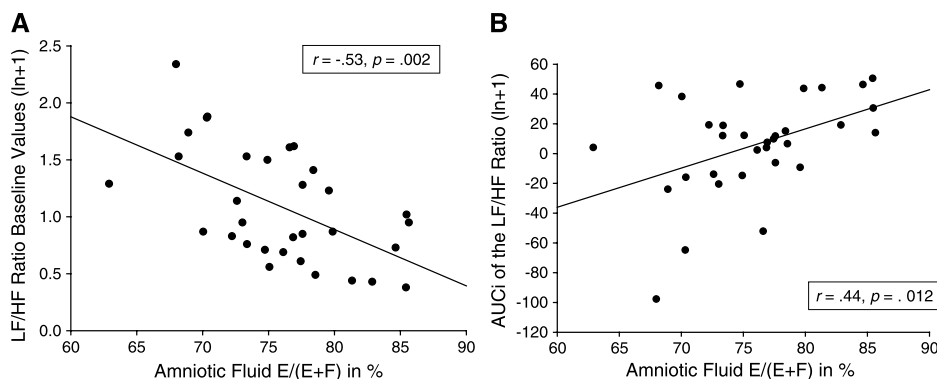 A
LF/HF Ratio Baseline Values (ln+1)
2.5
2.0
1.5
1.0
0.5
0.0
r = -.53, p = .002
60 65 70 75 80 85 90
Amniotic Fluid E/(E+F) in %
B
AUCi of the LF/HF Ratio (ln+1)
60
40
20
0
-20
-40
-60
-80
-100
-120
r = .44, p = . 012
60 65 70 75 80 85 90
Amniotic Fluid E/(E+F) in %